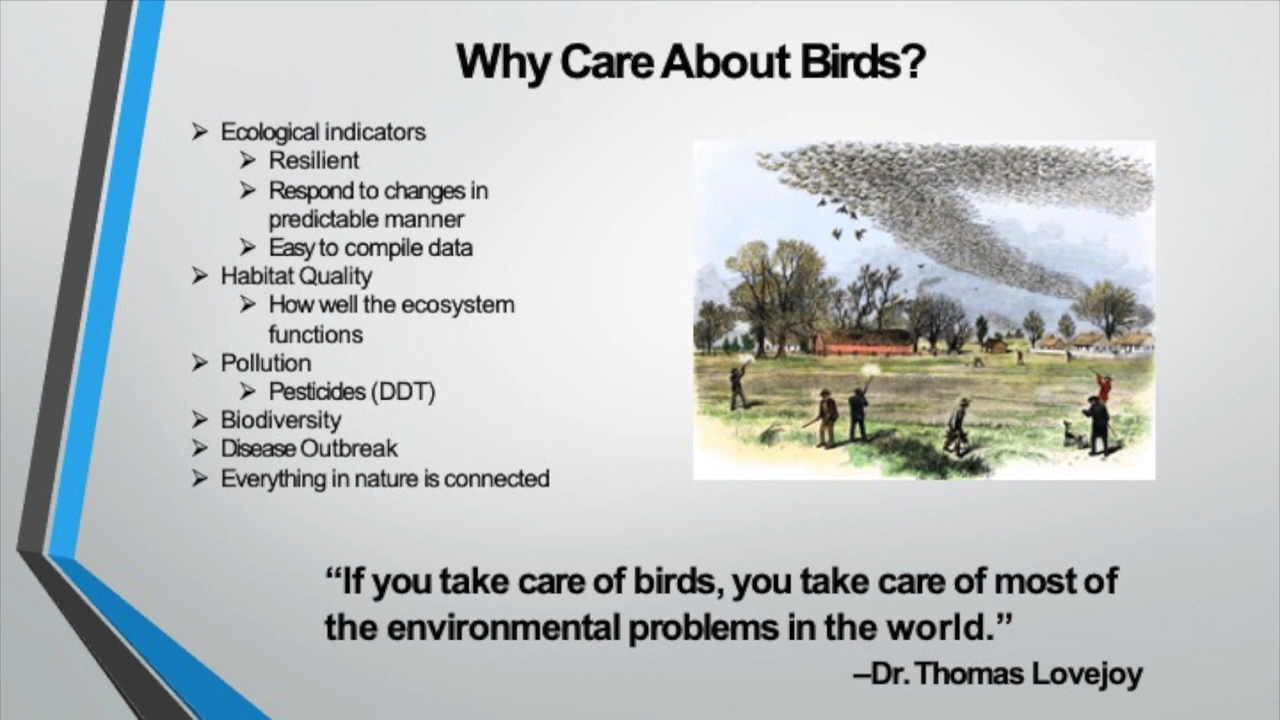 Why Care About Birds?
➢ Ecological indicators
➢ Resilient
➢ Respond to changes in
predictable manner
➢ Easy to compile data
➢ Habitat Quality
➢ How well the ecosystem
functions
➢ Pollution
➢ Pesticides (DDT)
➢ Biodiversity
➢ Disease Outbreak
➢ Everything in nature is connected
“If you take care of birds, you take care of most of
the environmental problems in the world.”
–Dr. Thomas Lovejoy